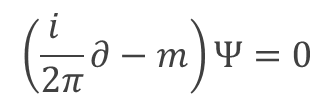 (i/2π ∂ − m) Ψ = 0